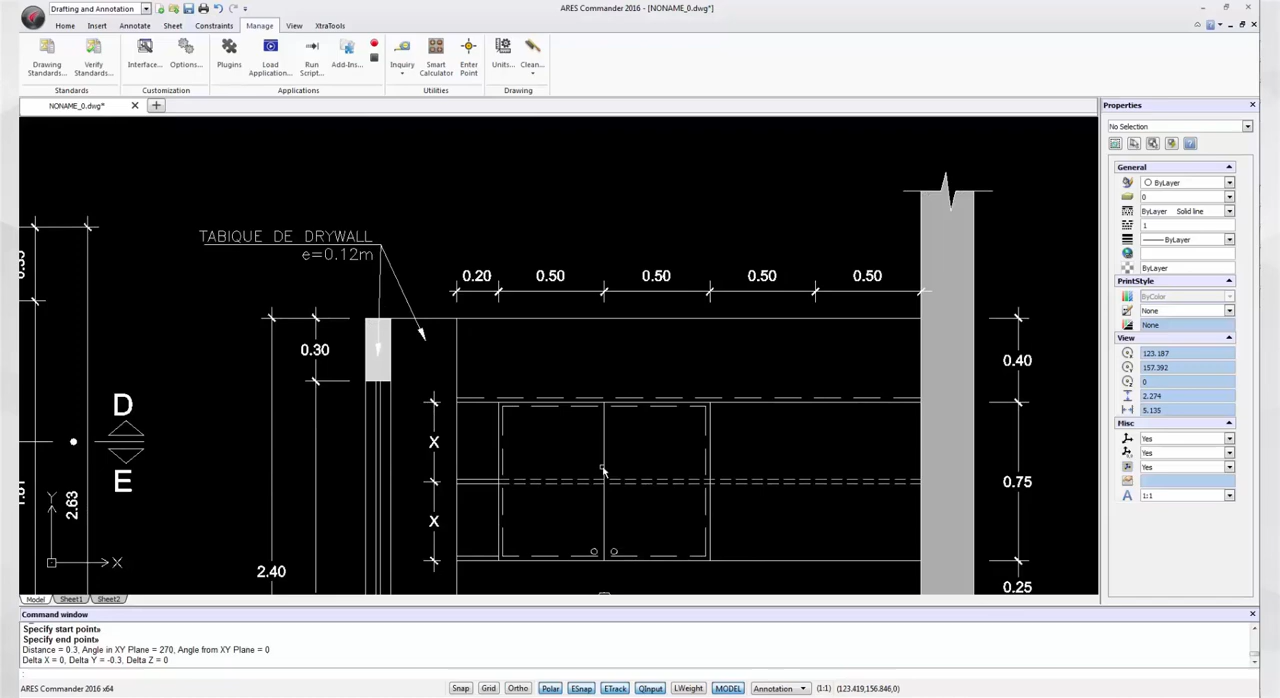 Drafting and Annotation
ARES Commander 2016 - [NONAME_0.dwg*]
Home Insert Annotate Sheet Constraints Manage View XtraTools
Drawing Standards...
Verify Standards...
Interface...
Options...
Plugins
Load Application...
Run Script...
Add-Ins...
Inquiry
Smart Calculator
Enter Point
Units...
Clean...
Standards Customization Applications Utilities Drawing
NONAME_0.dwg*
Properties
No Selection
General
ByLayer
0
ByLayer Solid line
1
ByLayer
ByLayer
PrintStyle
ByColor
None
None
View
123.187
157.392
0
2.274
5.135
Misc
Yes
Yes
Yes
1:1
TABIQUE DE DRYWALL
e=0.12m
0.20 0.50 0.50 0.50 0.50
0.30
0.40
D
X
E
2.63
0.75
X
Y
X
2.40
0.25
Model Sheet1 Sheet2
Command window
Specify start point»
Specify end point»
Distance = 0.3, Angle in XY Plane = 270, Angle from XY Plane = 0
Delta X = 0, Delta Y = -0.3, Delta Z = 0
:
ARES Commander 2016 x64
Snap Grid Ortho Polar ESnap ETrack QInput LWeight MODEL Annotation (1:1) (123.419,156.846,0)